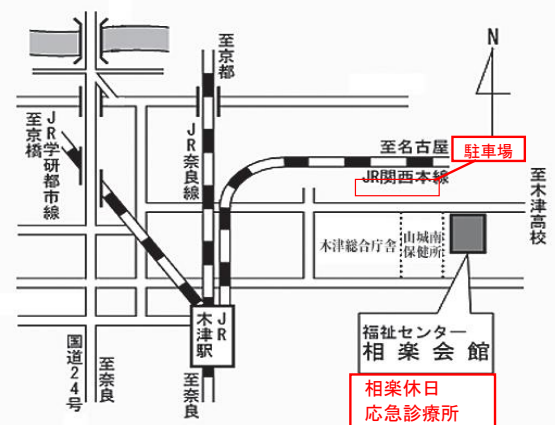 至京都
N
JR学研都市線
至京橋
JR奈良線
至名古屋
駐車場
JR関西本線
至木津高校
木津総合庁舎
山城南
保健所
JR
木津駅
福祉センター
相楽会館
国道24号
至奈良
至奈良
相楽休日
応急診療所